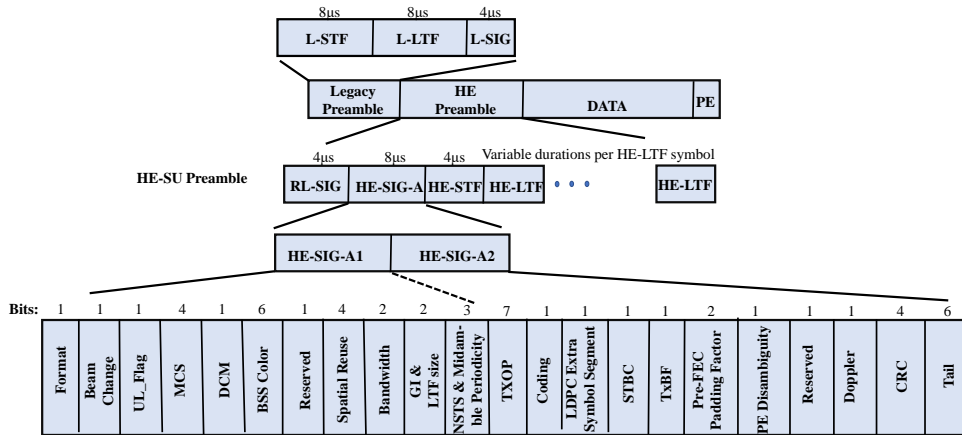 8μs 8μs 4μs
L-STF L-LTF L-SIG
Legacy Preamble HE Preamble DATA PE
4μs 8μs 4μs Variable durations per HE-LTF symbol
HE-SU Preamble RL-SIG HE-SIG-A HE-STF HE-LTF • • • HE-LTF
HE-SIG-A1 HE-SIG-A2
Bits: 1 1 1 4 1 6 1 4 2 2 3 7 1 1 1 1 2 1 1 1 4 6
Format
Beam
Change
UL_Flag
MCS
DCM
BSS Color
Reserved
Spatial Reuse
Bandwidth
GI &
LTF size
NSTS & Midam-
ble Periodicity
TXOP
Coding
LDPC Extra
Symbol Segment
STBC
TxBF
Pre-FEC
Padding Factor
PE Disambiguity
Reserved
Doppler
CRC
Tail